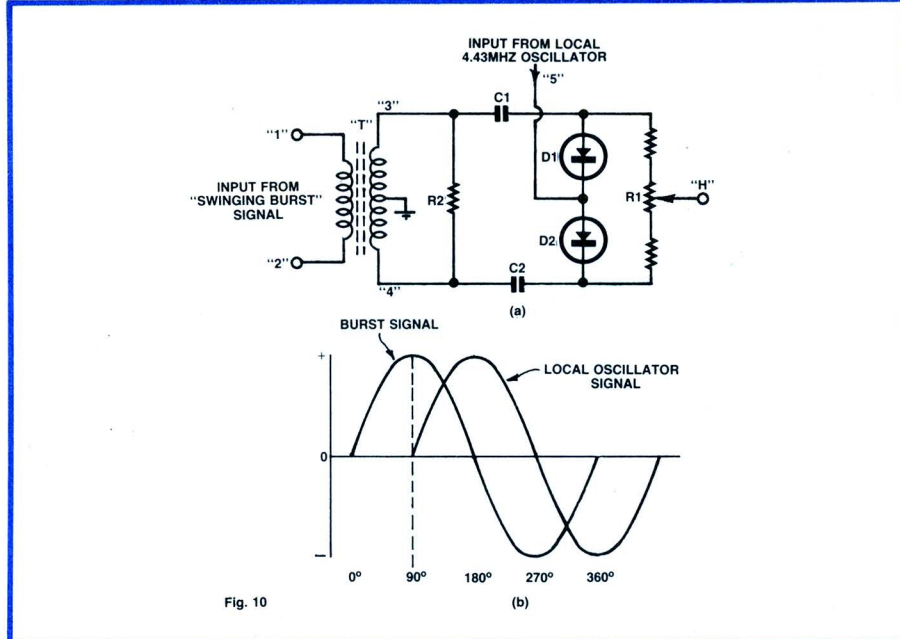 INPUT FROM LOCAL
4.43MHZ OSCILLATOR
"5"
C1
"3"
"T"
"1"
D1
INPUT FROM
"SWINGING BURST"
SIGNAL
R2
R1
"H"
D2
"2"
C2
"4"
(a)
BURST SIGNAL
+
LOCAL OSCILLATOR
SIGNAL
0
—
0° 90° 180° 270° 360°
Fig. 10
(b)